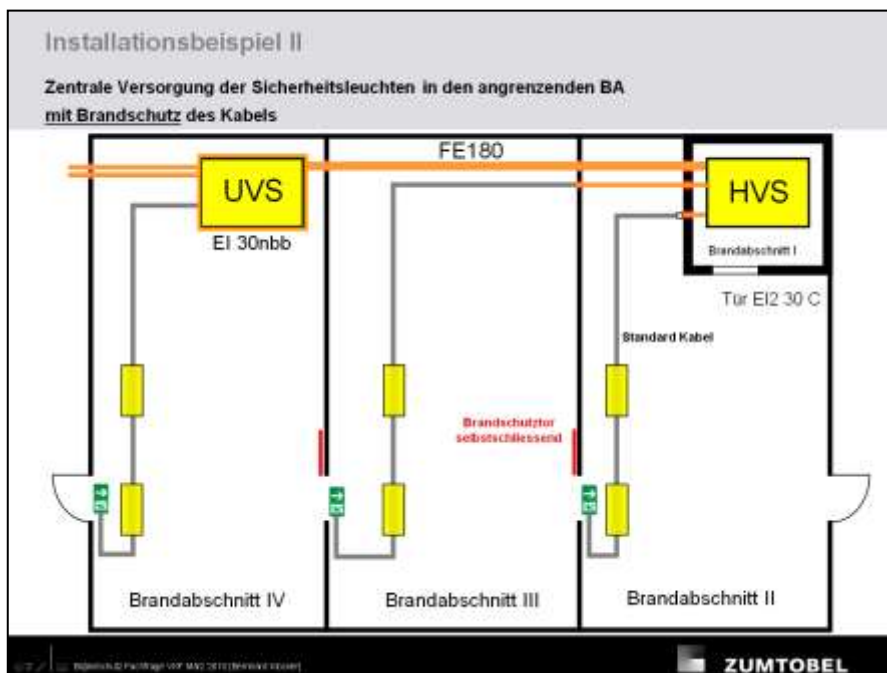 Installationsbeispiel II
Zentrale Versorgung der Sicherheitsleuchten in den angrenzenden BA
mit Brandschutz des Kabels
FE180
UVS
HVS
EI 30nbb
Brandabschnitt I
Tür EI2 30 C
Standard Kabel
Brandschutztor
selbstschliessend
Brandabschnitt IV
Brandabschnitt III
Brandabschnitt II
ZUMTOBEL